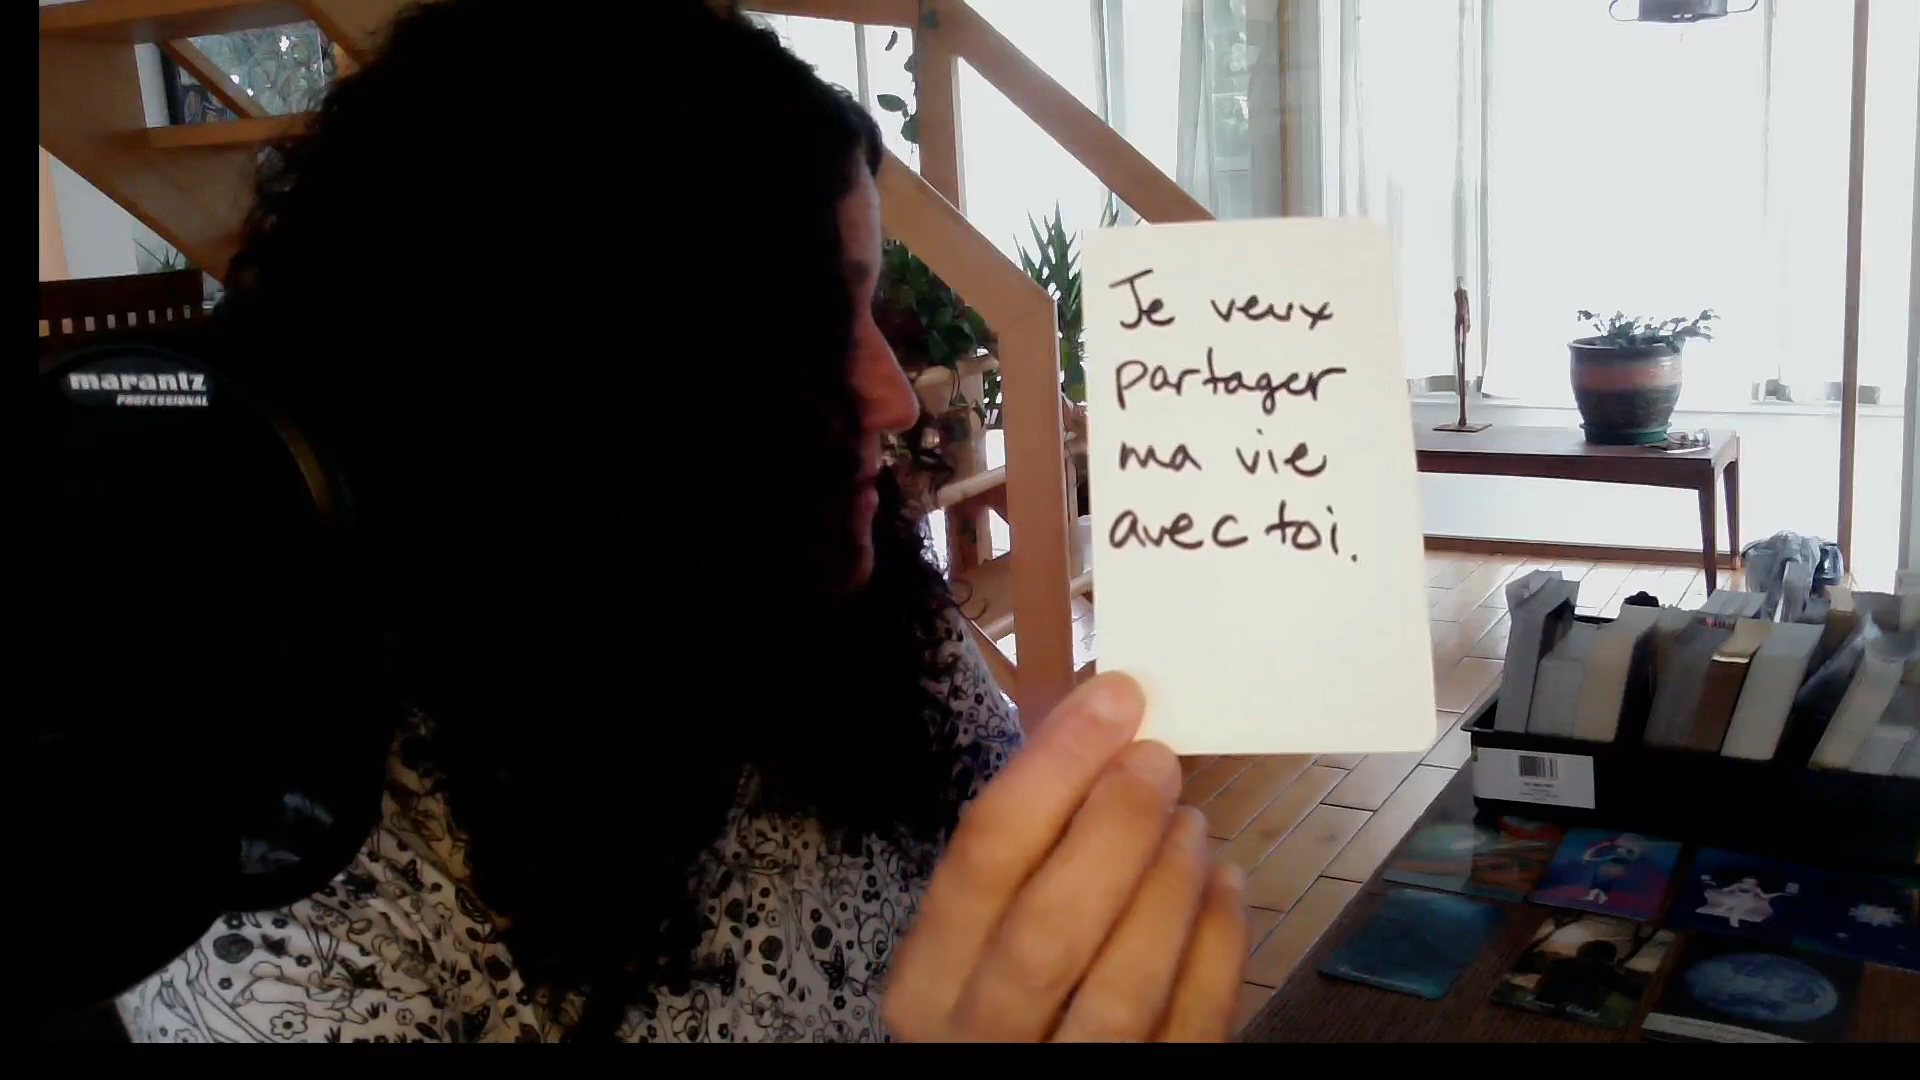 marantz
PROFESSIONAL
Je veux
partager
ma vie
avec toi.